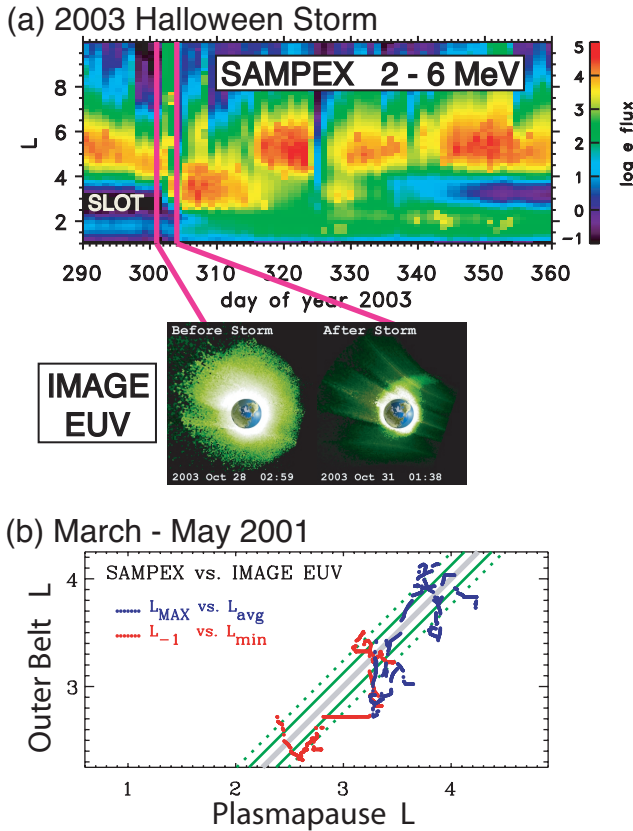 (a) 2003 Halloween Storm
SAMPEX 2 - 6 MeV
SLOT
L
8
6
4
2
290 300 310 320 330 340 350 360
day of year 2003
5
4
3
2
1
0
-1
log e flux
IMAGE
EUV
Before Storm
After Storm
2003 Oct 28 02:59
2003 Oct 31 01:38
(b) March - May 2001
SAMPEX vs. IMAGE EUV
L_MAX vs. L_avg
L_-1 vs. L_min
Outer Belt L
4
3
1 2 3 4
Plasmapause L